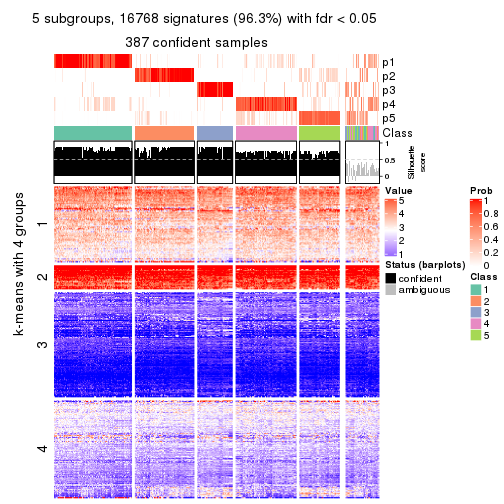 5 subgroups, 16768 signatures (96.3%) with fdr < 0.05
387 confident samples
p1
p2
p3
p4
p5
Class
1
0.5
0
Silhouette
score
k-means with 4 groups
1
2
3
4
Value
5
4
3
2
1
Status (barplots)
confident
ambiguous
Prob
1
0.8
0.6
0.4
0.2
0
Class
1
2
3
4
5